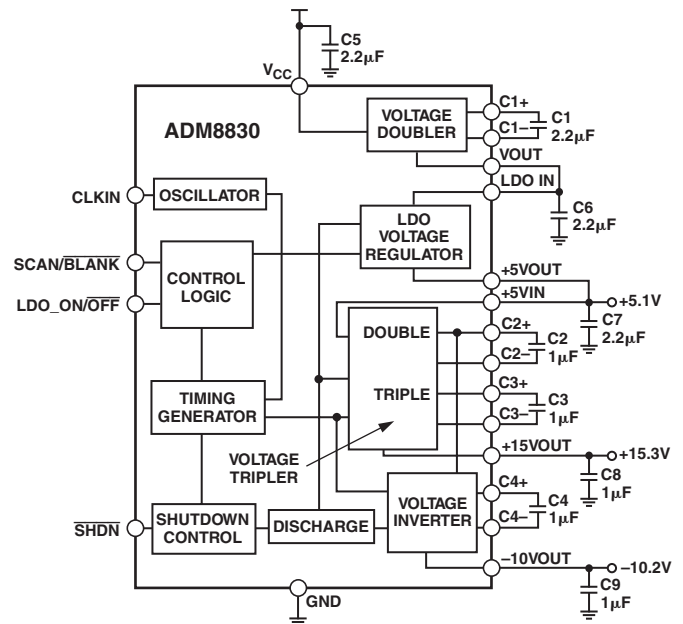 C5
2.2µF
VCC
ADM8830
VOLTAGE
DOUBLER
C1+
C1–
C1
2.2µF
VOUT
LDO IN
C6
2.2µF
CLKIN
OSCILLATOR
LDO
VOLTAGE
REGULATOR
SCAN/BLANK
LDO_ON/OFF
CONTROL
LOGIC
+5VOUT
+5VIN
+5.1V
C7
2.2µF
DOUBLE
TRIPLE
C2+
C2–
C2
1µF
C3+
C3–
C3
1µF
TIMING
GENERATOR
VOLTAGE
TRIPLER
+15VOUT
+15.3V
C8
1µF
VOLTAGE
INVERTER
C4+
C4–
C4
1µF
SHDN
SHUTDOWN
CONTROL
DISCHARGE
–10VOUT
–10.2V
C9
1µF
GND